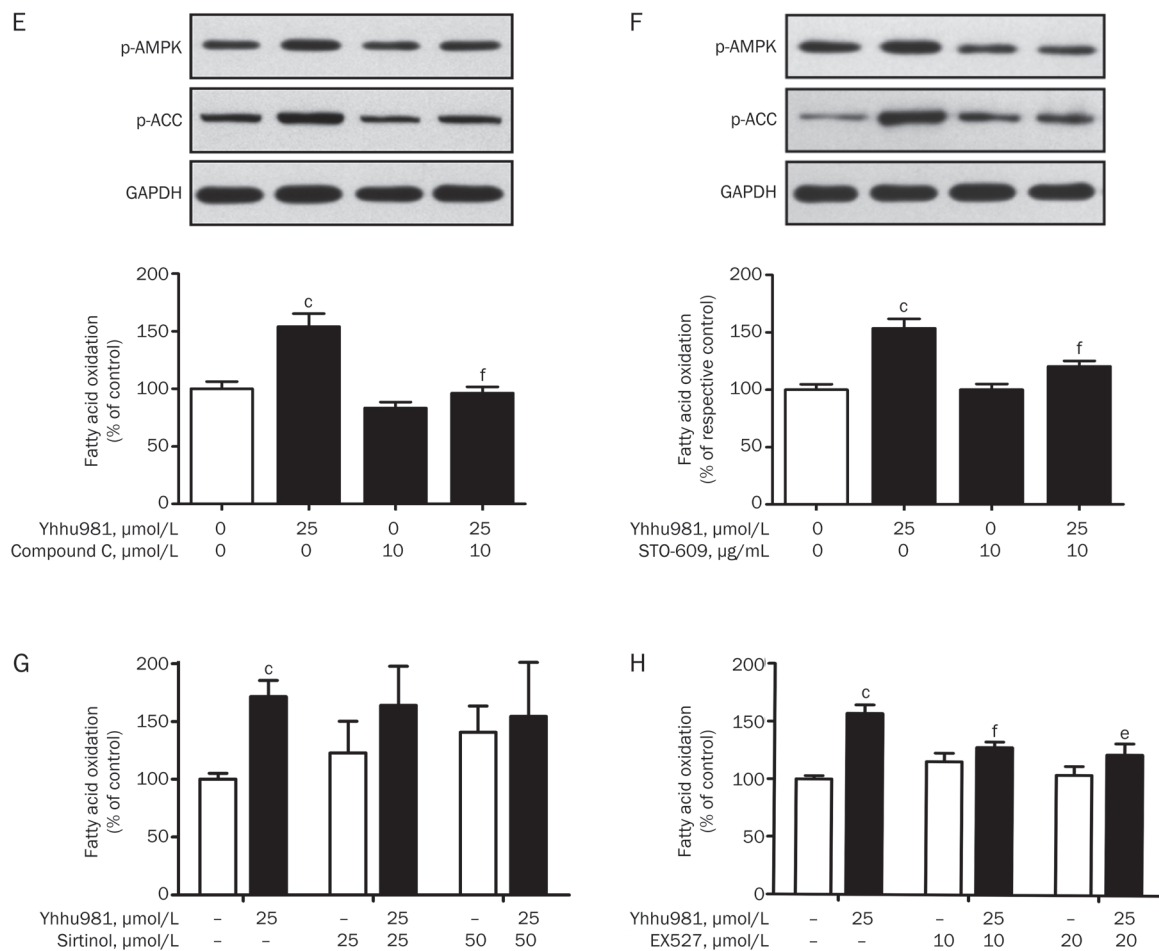 E
p-AMPK
p-ACC
GAPDH
Fatty acid oxidation
(% of control)
200
150
100
50
0
c
f
Yhhu981, μmol/L 0 25 0 25
Compound C, μmol/L 0 0 10 10
F
p-AMPK
p-ACC
GAPDH
Fatty acid oxidation
(% of respective control)
200
150
100
50
0
c
f
Yhhu981, μmol/L 0 25 0 25
STO-609, μg/mL 0 0 10 10
G
Fatty acid oxidation
(% of control)
200
150
100
50
0
c
Yhhu981, μmol/L – 25 – 25 – 25
Sirtinol, μmol/L – – 25 25 50 50
H
Fatty acid oxidation
(% of control)
200
150
100
50
0
c
f
e
Yhhu981, μmol/L – 25 – 25 – 25
EX527, μmol/L – – 10 10 20 20